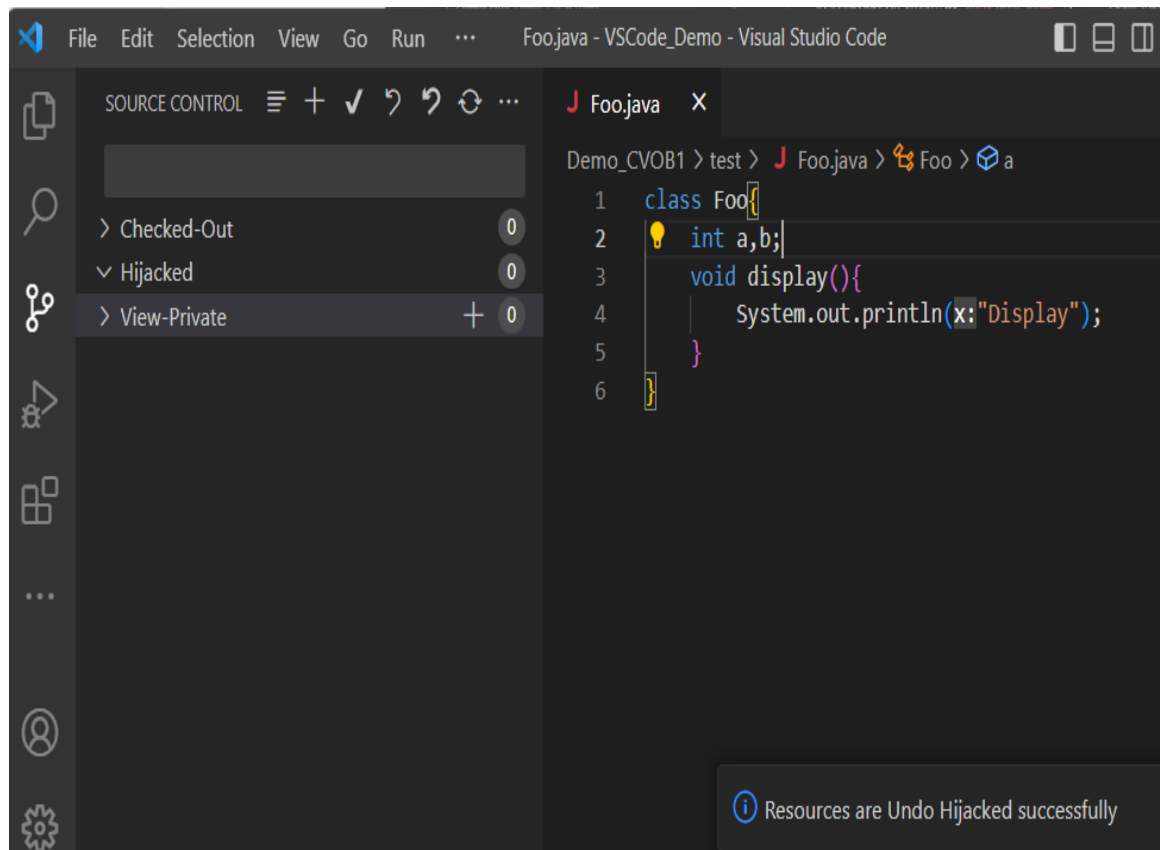 File Edit Selection View Go Run ··· Foo.java - VSCode_Demo - Visual Studio Code
SOURCE CONTROL
Checked-Out 0
Hijacked 0
View-Private 0
Foo.java
Demo_CVOB1 > test > Foo.java > Foo > a
1 class Foo{
2 int a,b;
3 void display(){
4 System.out.println(x:"Display");
5 }
6 }
Resources are Undo Hijacked successfully